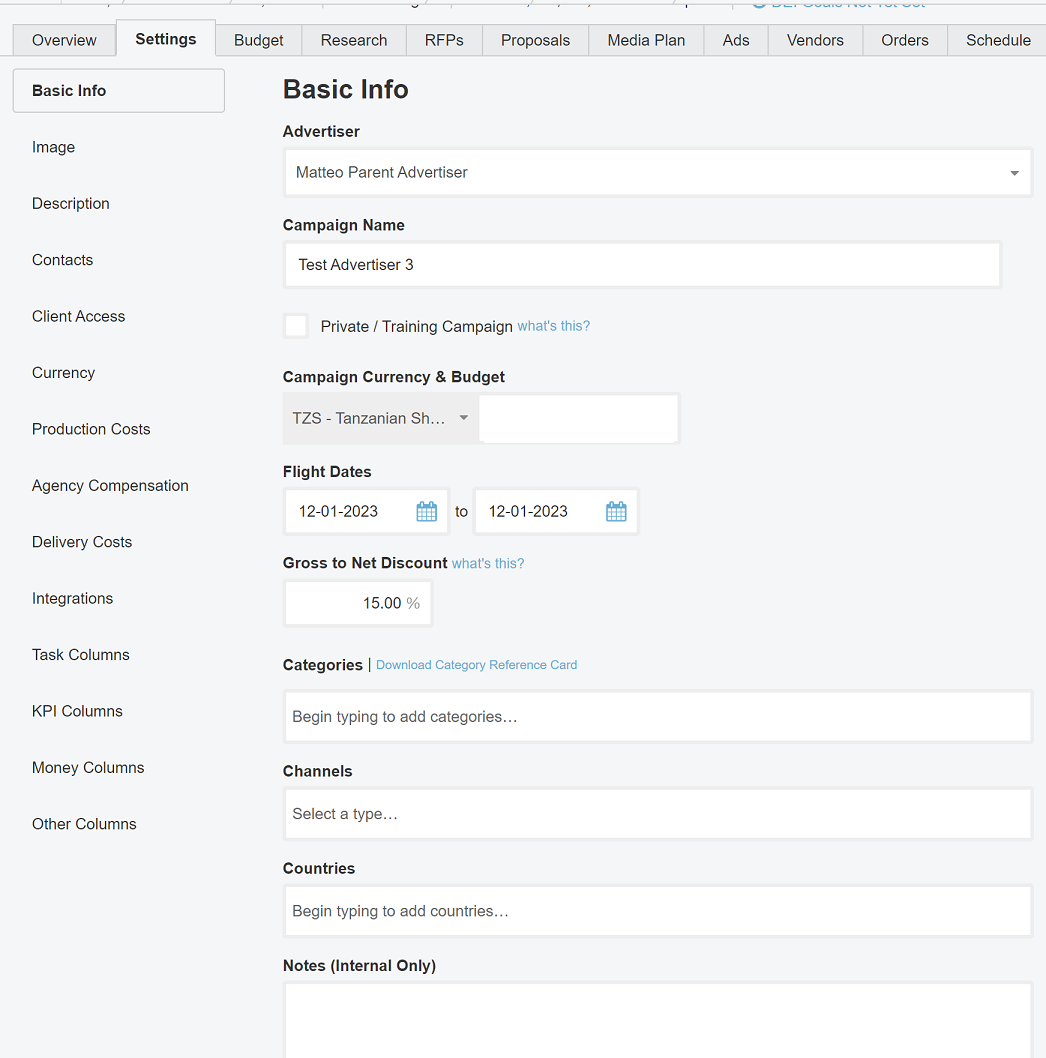 Overview Settings Budget Research RFPs Proposals Media Plan Ads Vendors Orders Schedule
Basic Info
Image
Description
Contacts
Client Access
Currency
Production Costs
Agency Compensation
Delivery Costs
Integrations
Task Columns
KPI Columns
Money Columns
Other Columns
Basic Info
Advertiser
Matteo Parent Advertiser
Campaign Name
Test Advertiser 3
Private / Training Campaign what's this?
Campaign Currency & Budget
TZS - Tanzanian Sh...
Flight Dates
12-01-2023 to 12-01-2023
Gross to Net Discount what's this?
15.00 %
Categories | Download Category Reference Card
Begin typing to add categories...
Channels
Select a type...
Countries
Begin typing to add countries...
Notes (Internal Only)